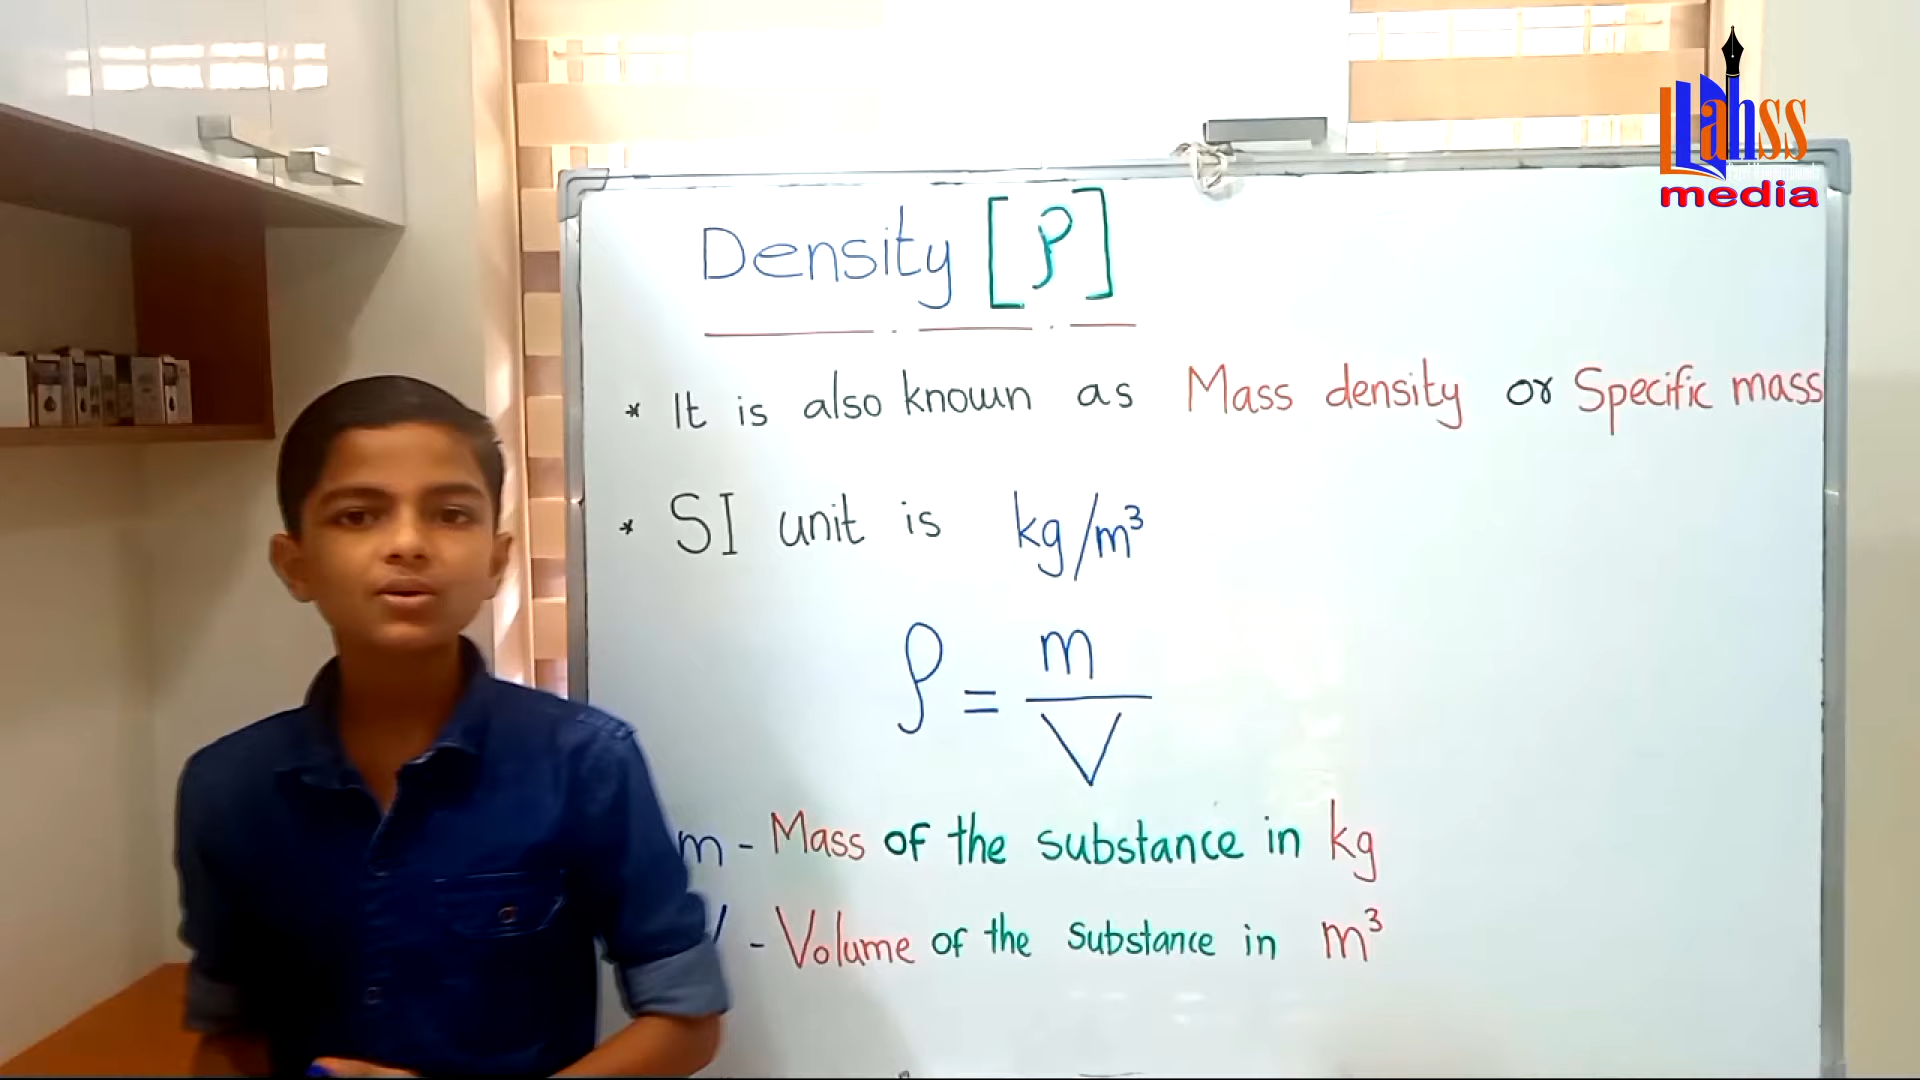 Lahss
media
Density [ρ]
* It is also known as Mass density or Specific mass
* SI unit is kg/m³
ρ = m/V
m - Mass of the substance in kg
- Volume of the substance in m³